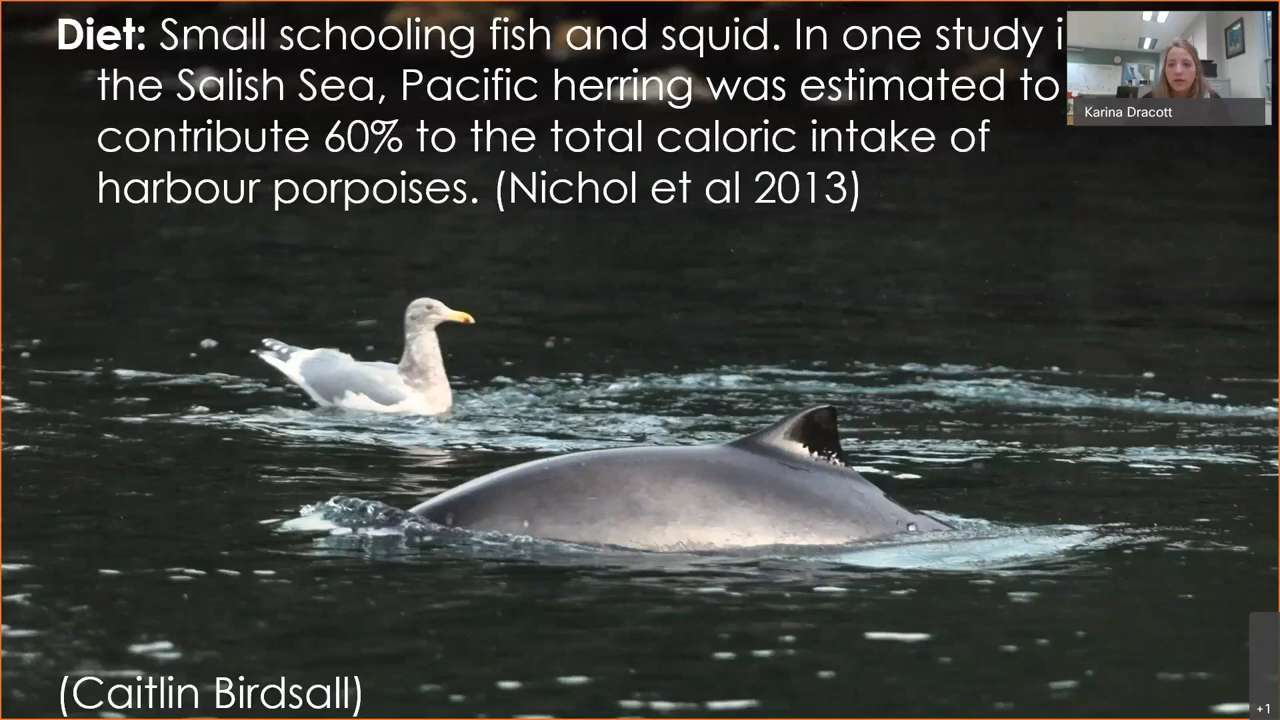 Diet: Small schooling fish and squid. In one study i
the Salish Sea, Pacific herring was estimated to
contribute 60% to the total caloric intake of
harbour porpoises. (Nichol et al 2013)
Karina Dracott
(Caitlin Birdsall)
+1